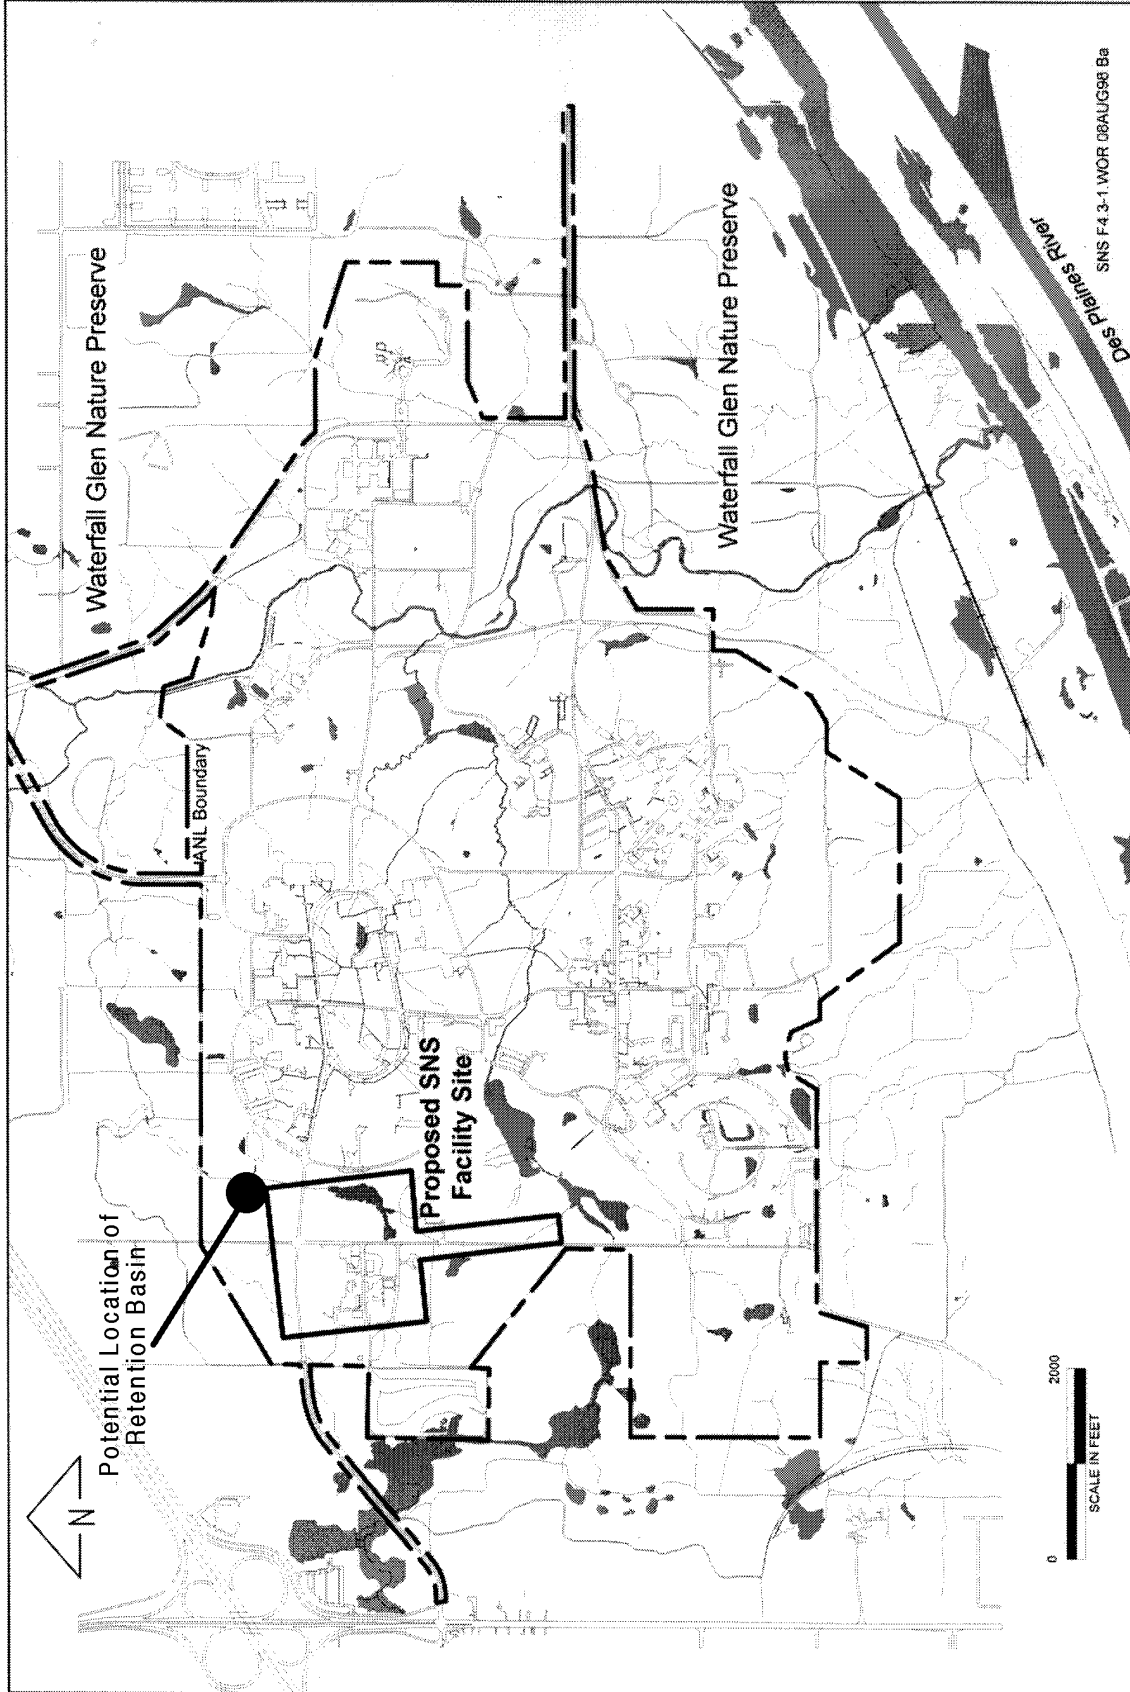 Waterfall Glen Nature Preserve
ANL Boundary
Potential Location of
Retention Basin
N
Proposed SNS
Facility Site
Waterfall Glen Nature Preserve
Des Plaines River
0
2000
SCALE IN FEET
SNS F4.3-1.WOR 08AUG98 Ba